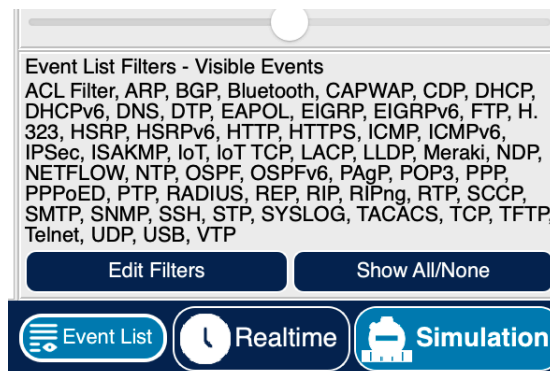 Event List Filters - Visible Events
ACL Filter, ARP, BGP, Bluetooth, CAPWAP, CDP, DHCP,
DHCPv6, DNS, DTP, EAPOL, EIGRP, EIGRPv6, FTP, H.
323, HSRP, HSRPv6, HTTP, HTTPS, ICMP, ICMPv6,
IPSec, ISAKMP, IoT, IoT TCP, LACP, LLDP, Meraki, NDP,
NETFLOW, NTP, OSPF, OSPFv6, PAgP, POP3, PPP,
PPPoED, PTP, RADIUS, REP, RIP, RIPng, RTP, SCCP,
SMTP, SNMP, SSH, STP, SYSLOG, TACACS, TCP, TFTP,
Telnet, UDP, USB, VTP
Edit Filters
Show All/None
Event List
Realtime
Simulation